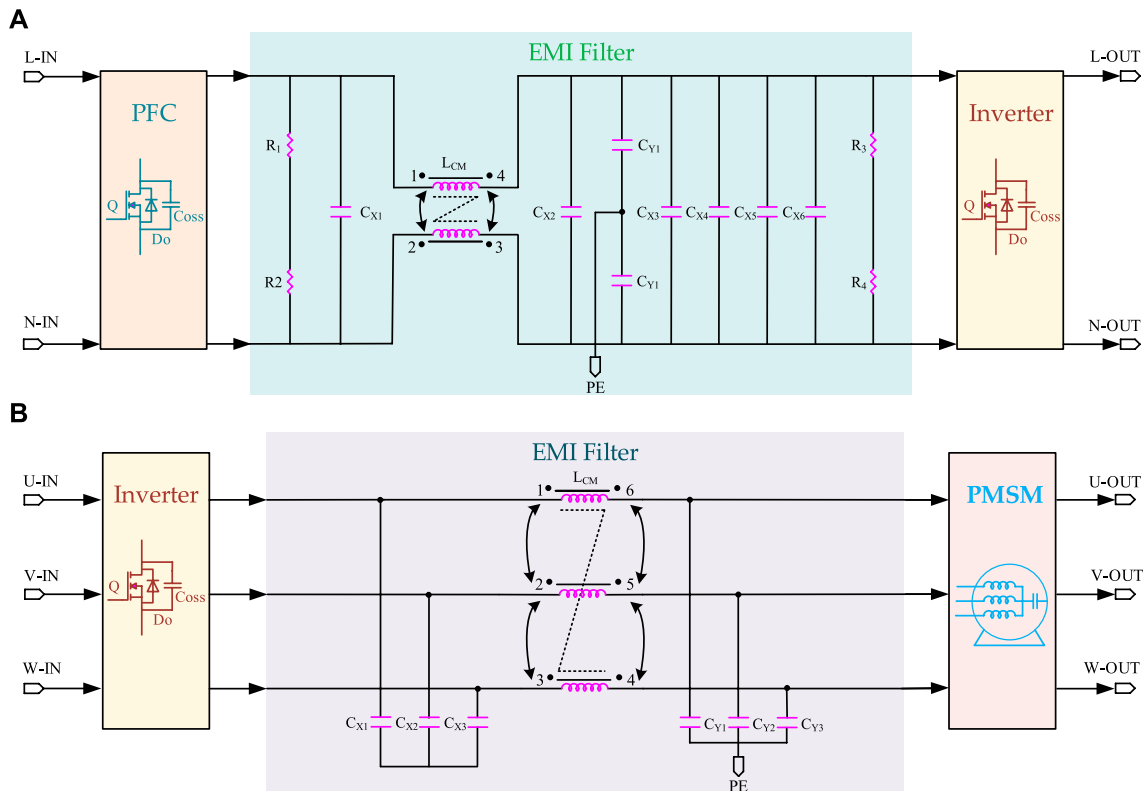 A
EMI Filter
L-IN
L-OUT
PFC
Inverter
R1
CY1
R3
LCM
1 4
Q
Coss
Do
CX1
CX2
CX3
CX4
CX5
CX6
Q
Coss
Do
2 3
R2
CY1
R4
N-IN
N-OUT
PE
B
EMI Filter
U-IN
U-OUT
Inverter
1 LCM 6
PMSM
V-IN
V-OUT
Q
Coss
Do
2 5
W-IN
W-OUT
3 4
CX1
CX2
CX3
CY1
CY2
CY3
PE